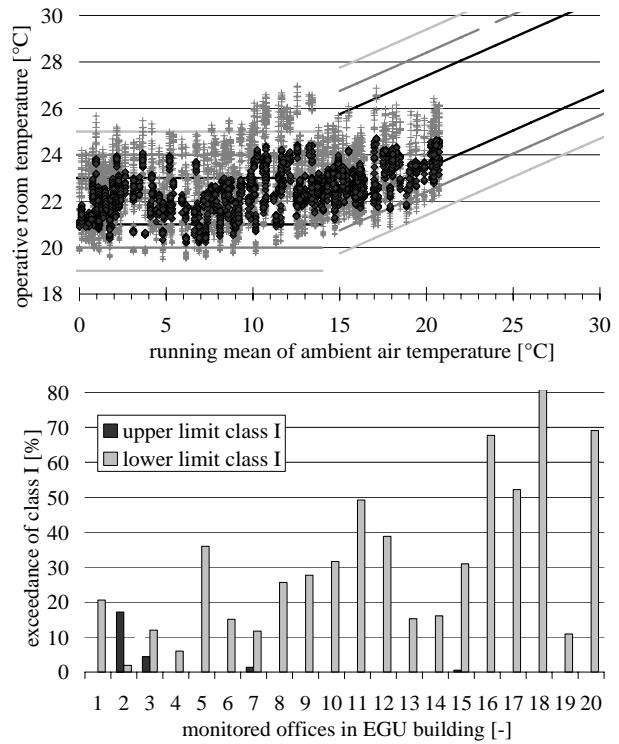 operative room temperature [°C]
30
28
26
24
22
20
18
0 5 10 15 20 25 30
running mean of ambient air temperature [°C]
exceedance of class I [%]
80
70
60
50
40
30
20
10
0
upper limit class I
lower limit class I
1 2 3 4 5 6 7 8 9 10 11 12 13 14 15 16 17 18 19 20
monitored offices in EGU building [-]